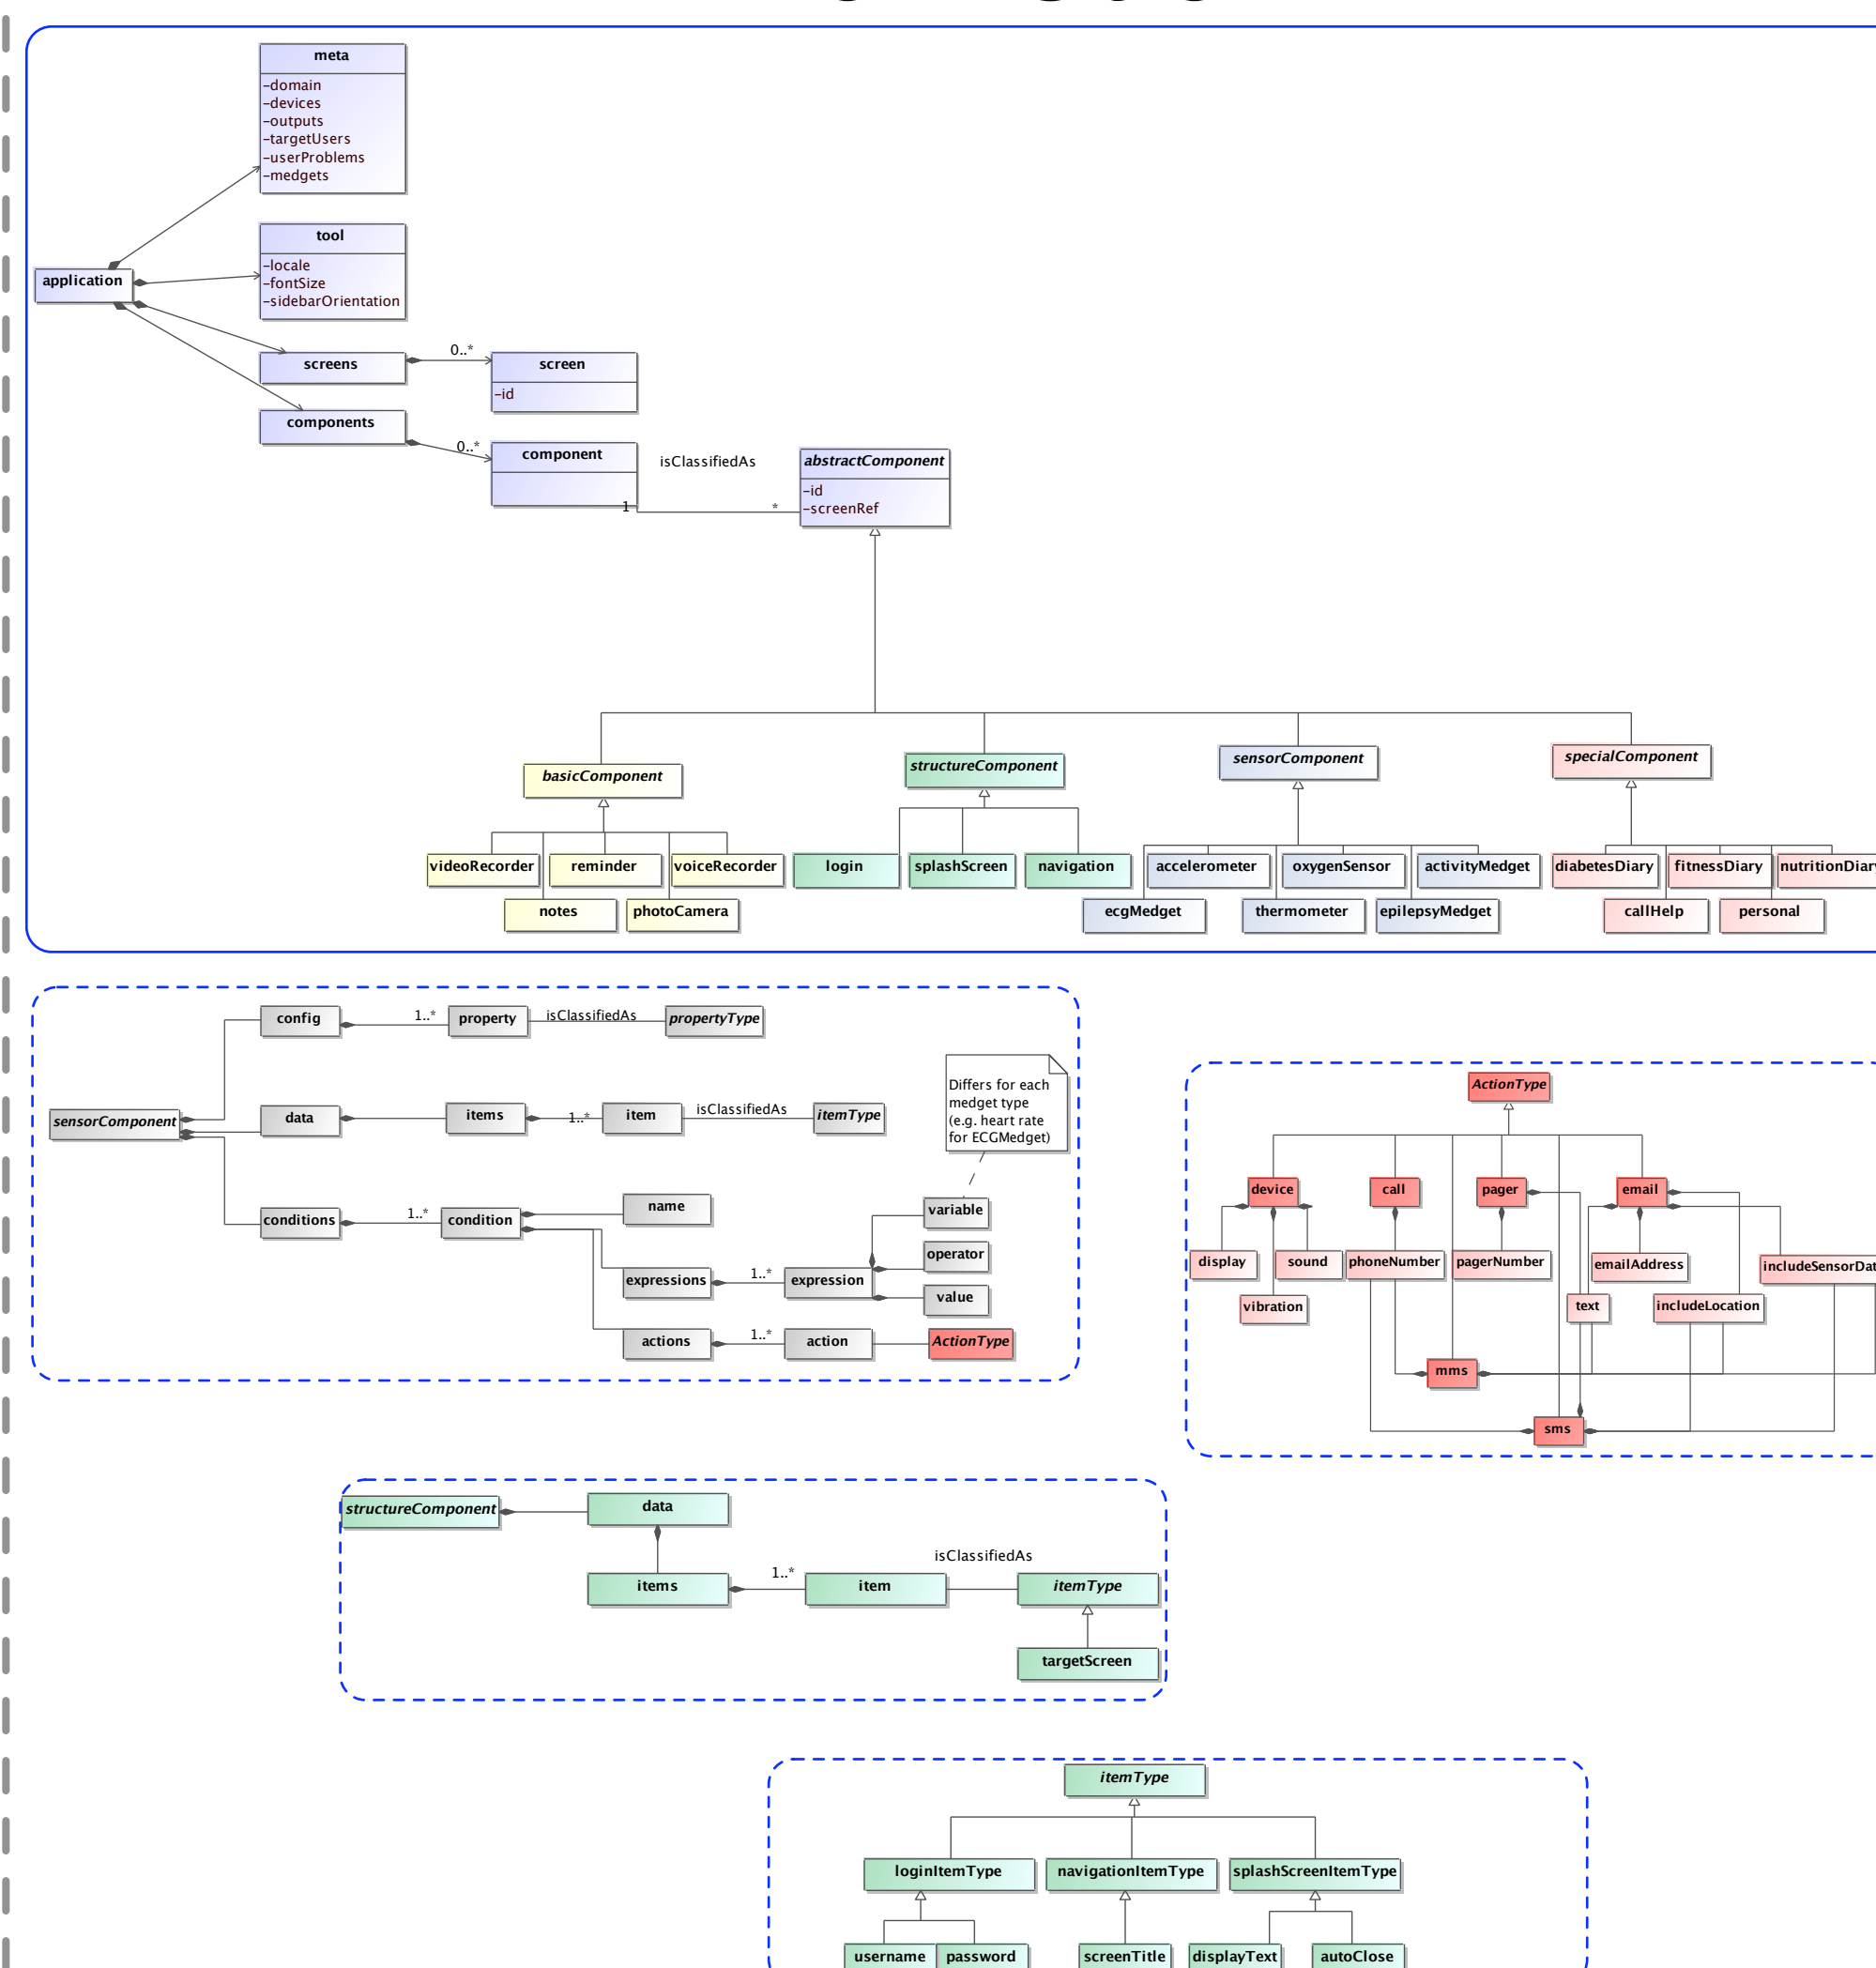 meta
-domain
-devices
-outputs
-targetUsers
-userProblems
-medgets
tool
-locale
-fontSize
-sidebarOrientation
application
screens
0..*
screen
-id
components
0..*
component
isClassifiedAs
1
*
abstractComponent
-id
-screenRef
basicComponent
structureComponent
sensorComponent
specialComponent
videoRecorder
reminder
voiceRecorder
notes
photoCamera
login
splashScreen
navigation
accelerometer
oxygenSensor
activityMedget
ecgMedget
thermometer
epilepsyMedget
diabetesDiary
fitnessDiary
nutritionDiary
callHelp
personal
config
1..*
property
isClassifiedAs
propertyType
sensorComponent
data
items
1..*
item
isClassifiedAs
itemType
Differs for each
medget type
(e.g. heart rate
for ECGMedget)
conditions
1..*
condition
name
variable
operator
expressions
1..*
expression
value
actions
1..*
action
ActionType
ActionType
device
call
pager
email
display
sound
phoneNumber
pagerNumber
emailAddress
includeSensorDat
vibration
text
includeLocation
mms
sms
structureComponent
data
items
1..*
item
isClassifiedAs
itemType
targetScreen
itemType
loginItemType
navigationItemType
splashScreenItemType
username
password
screenTitle
displayText
autoClose